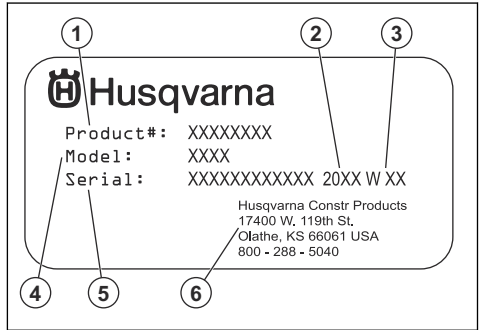 1 2 3
Husqvarna
Product#: XXXXXXXX
Model: XXXX
Serial: XXXXXXXXXXXX 20XX W XX
Husqvarna Constr Products
17400 W. 119th St.
Olathe, KS 66061 USA
800 - 288 - 5040
4 5 6